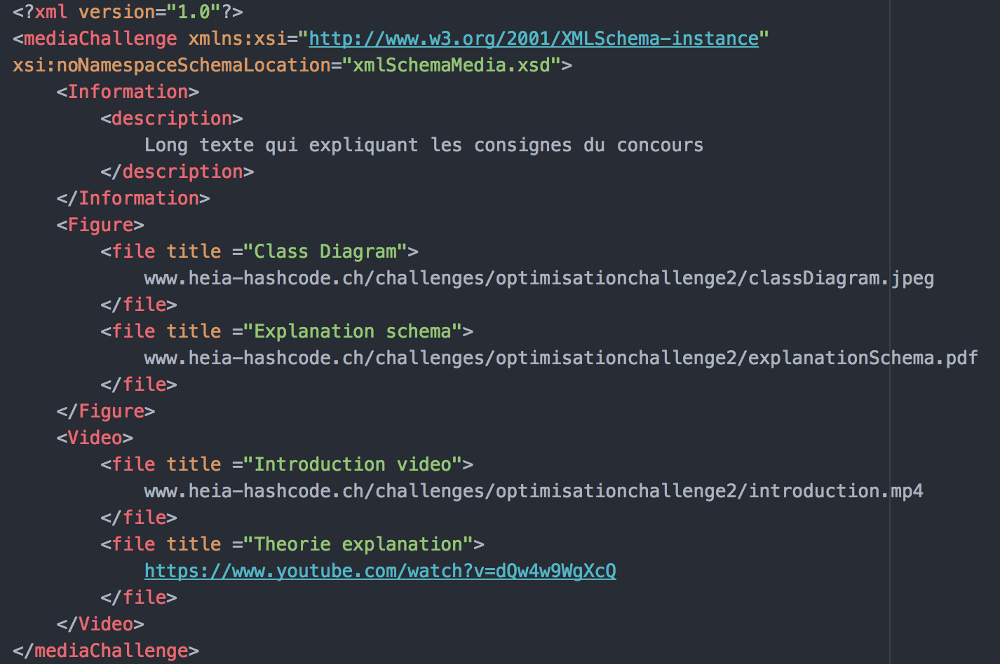 <?xml version="1.0"?>
<mediaChallenge xmlns:xsi="http://www.w3.org/2001/XMLSchema-instance"
xsi:noNamespaceSchemaLocation="xmlSchemaMedia.xsd">
    <Information>
        <description>
            Long texte qui expliquant les consignes du concours
        </description>
    </Information>
    <Figure>
        <file title ="Class Diagram">
            www.heia-hashcode.ch/challenges/optimisationchallenge2/classDiagram.jpeg
        </file>
        <file title ="Explanation schema">
            www.heia-hashcode.ch/challenges/optimisationchallenge2/explanationSchema.pdf
        </file>
    </Figure>
    <Video>
        <file title ="Introduction video">
            www.heia-hashcode.ch/challenges/optimisationchallenge2/introduction.mp4
        </file>
        <file title ="Theorie explanation">
            https://www.youtube.com/watch?v=dQw4w9WgXcQ
        </file>
    </Video>
</mediaChallenge>